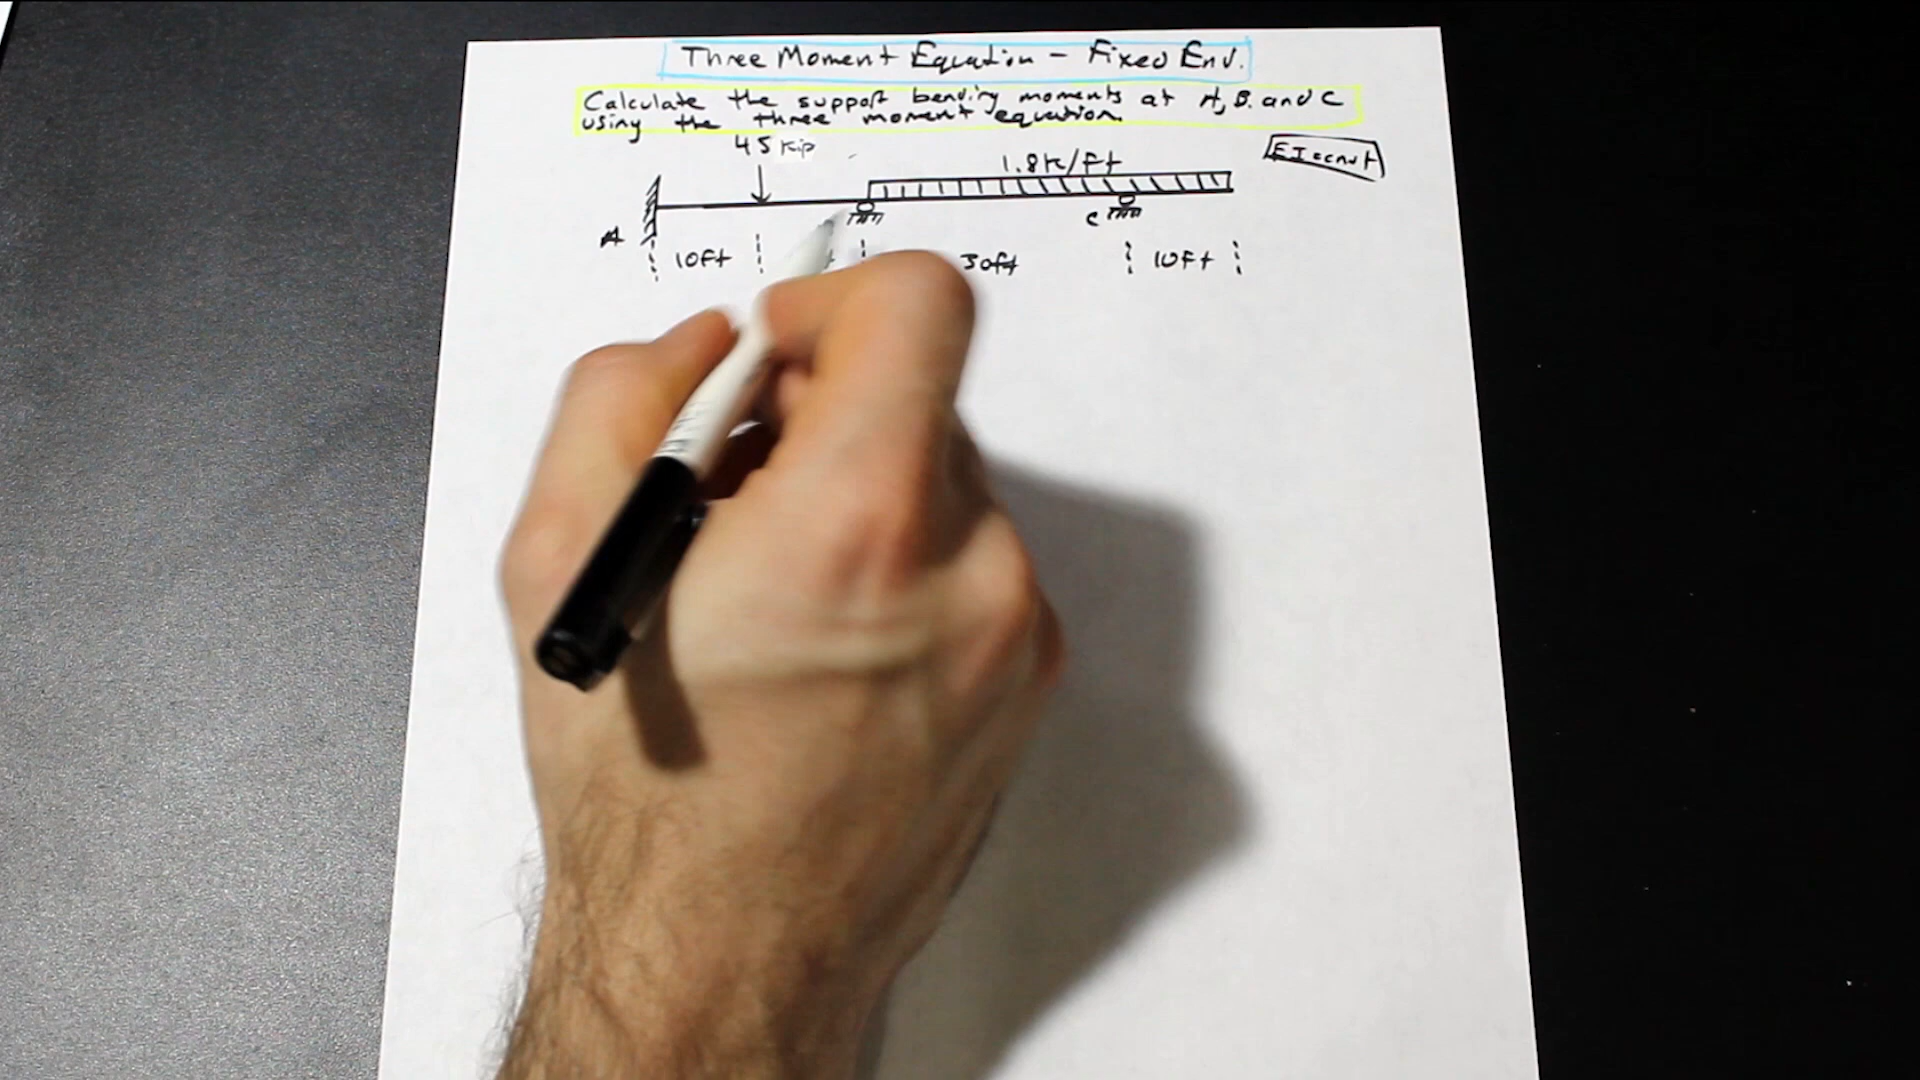 Three Moment Equation - Fixed End.
Calculate the support bending moments at A, B. and C
using the three moment equation.
45 kip
1.8k/ft
EI
A
C
10ft
30ft
10ft